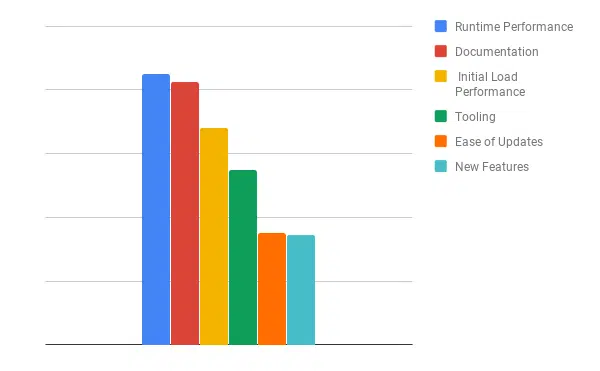 Runtime Performance
Documentation
Initial Load
Performance
Tooling
Ease of Updates
New Features